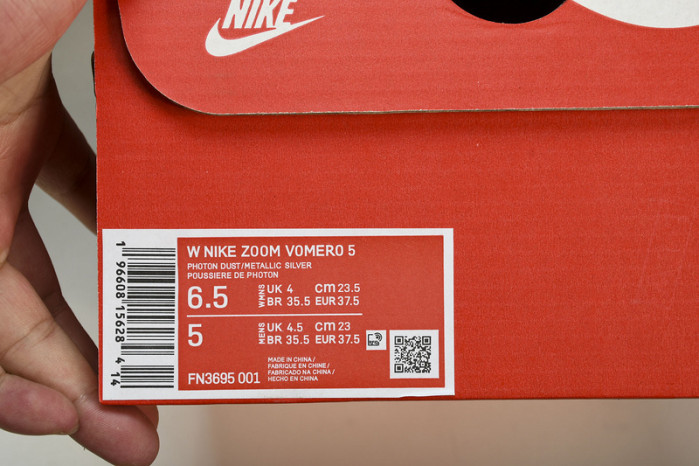 NIKE
W NIKE ZOOM VOMERO 5
PHOTON DUST/METALLIC SILVER
POUSSIERE DE PHOTON
6.5 WMNS UK 4 cm 23.5
BR 35.5 EUR 37.5
5 MENS UK 4.5 cm 23
BR 35.5 EUR 37.5
MADE IN CHINA /
FABRIQUE EN CHINE /
FABRICADO NA CHINA /
HECHO EN CHINA
FN3695 001
1 96608 15628 4 14